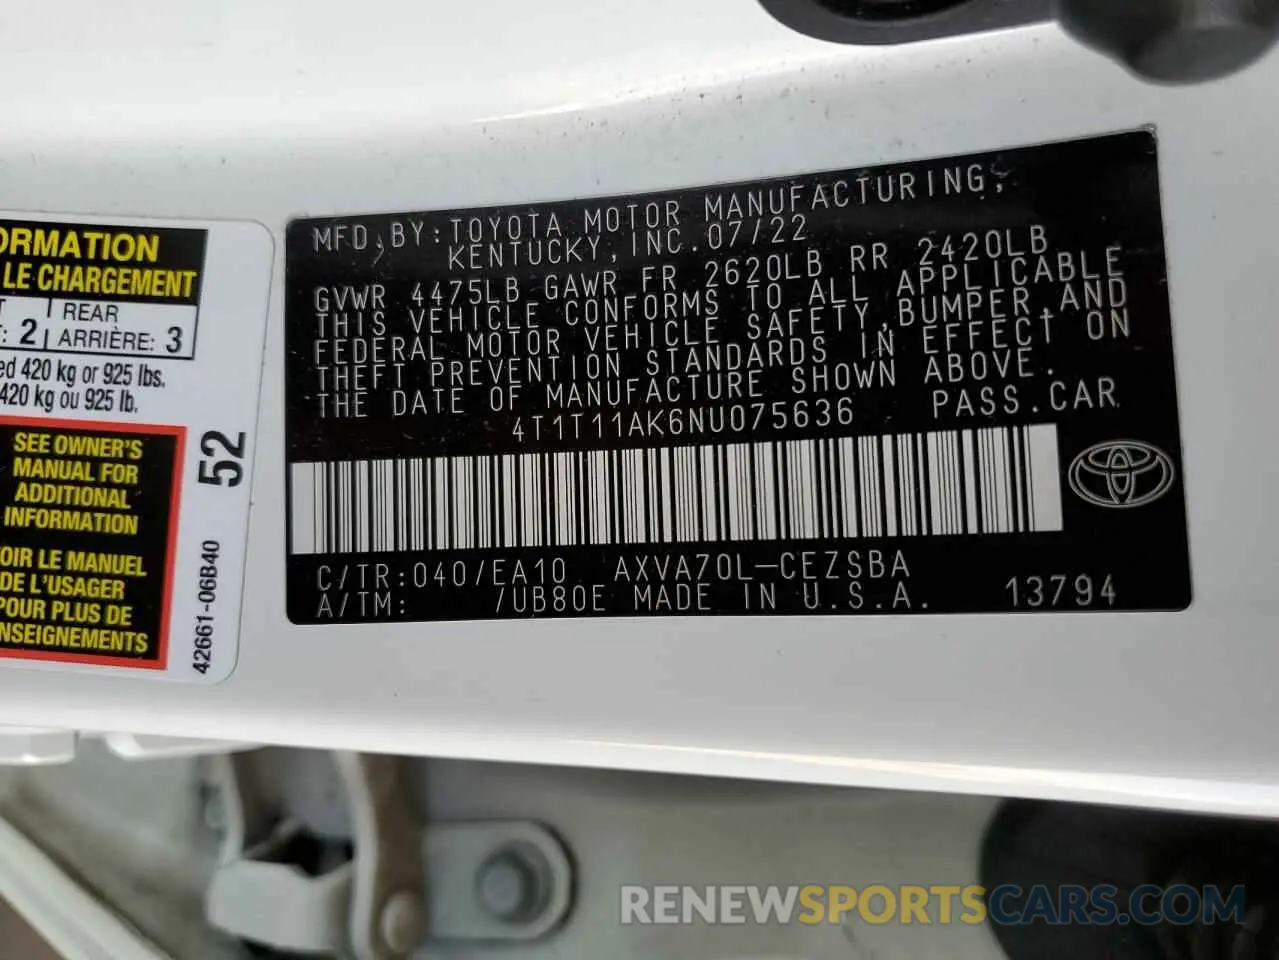 ORMATION
LE CHARGEMENT
REAR
: 2 ARRIÈRE: 3
ed 420 kg or 925 lbs.
420 kg ou 925 lb.
SEE OWNER'S
MANUAL FOR
ADDITIONAL
INFORMATION
OIR LE MANUEL
DE L'USAGER
POUR PLUS DE
NSEIGNEMENTS
52
42661-06B40
MFD. BY: TOYOTA MOTOR MANUFACTURING,
KENTUCKY, INC. 07/22
GVWR 4475LB GAWR FR 2620LB RR 2420LB
THIS VEHICLE CONFORMS TO ALL APPLICABLE
FEDERAL MOTOR VEHICLE SAFETY, BUMPER, AND
THEFT PREVENTION STANDARDS IN EFFECT ON
THE DATE OF MANUFACTURE SHOWN ABOVE.
4T1T11AK6NU075636 PASS. CAR
C/TR: 040/EA10 AXVA70L-CEZSBA
A/TM: /UB80E MADE IN U.S.A. 13794
RENEWSPORTSCARS.COM